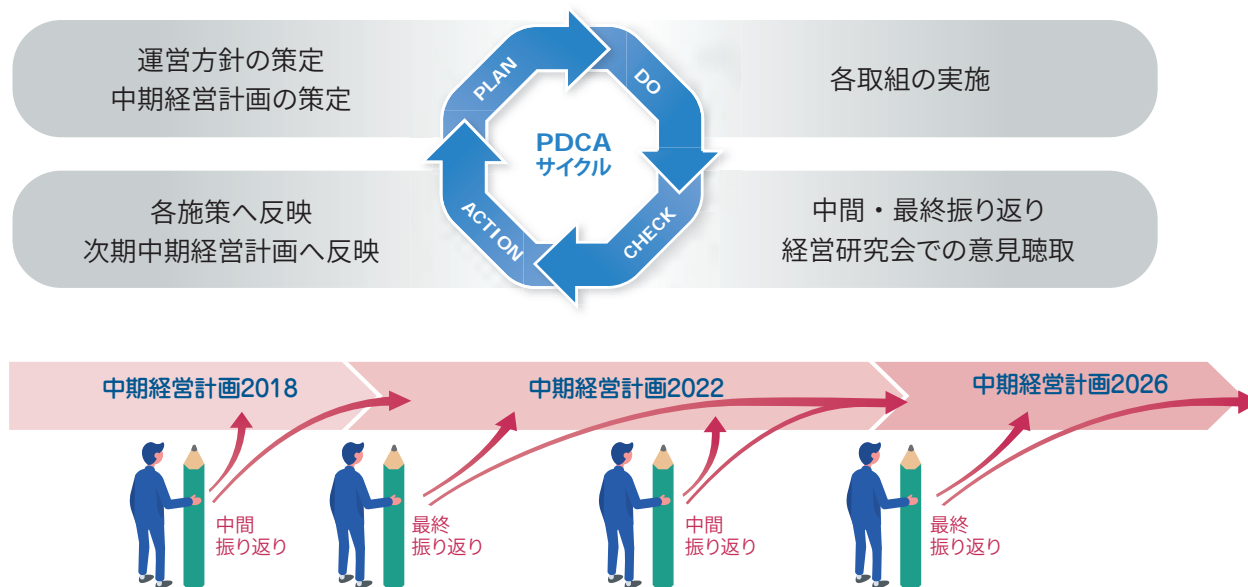 運営方針の策定
中期経営計画の策定
PLAN
DO
各取組の実施
PDCA
サイクル
各施策へ反映
次期中期経営計画へ反映
ACTION
CHECK
中間・最終振り返り
経営研究会での意見聴取
中期経営計画2018
中期経営計画2022
中期経営計画2026
中間
振り返り
最終
振り返り
中間
振り返り
最終
振り返り